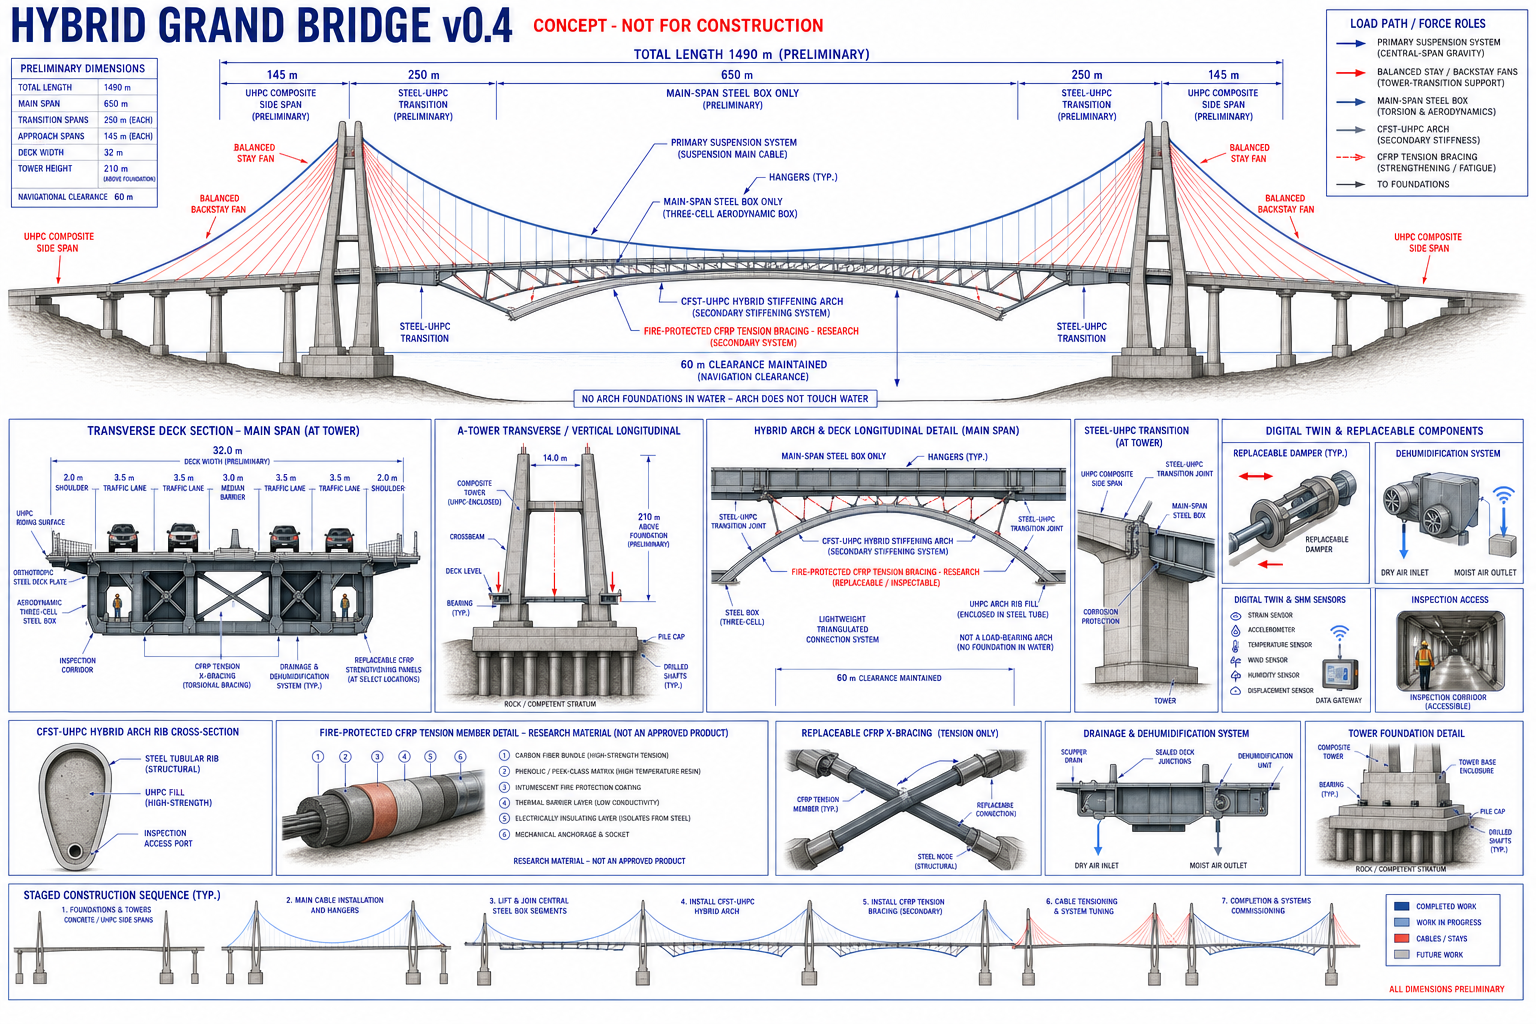 HYBRID GRAND BRIDGE v0.4
CONCEPT - NOT FOR CONSTRUCTION
PRELIMINARY DIMENSIONS
TOTAL LENGTH 1490 m
MAIN SPAN 650 m
TRANSITION SPANS 250 m (EACH)
APPROACH SPANS 145 m (EACH)
DECK WIDTH 32 m
TOWER HEIGHT 210 m
(ABOVE FOUNDATION)
NAVIGATIONAL CLEARANCE 60 m
TOTAL LENGTH 1490 m (PRELIMINARY)
145 m
250 m
650 m
250 m
145 m
UHPC COMPOSITE
SIDE SPAN
(PRELIMINARY)
STEEL-UHPC
TRANSITION
(PRELIMINARY)
MAIN-SPAN STEEL BOX ONLY
(PRELIMINARY)
STEEL-UHPC
TRANSITION
(PRELIMINARY)
UHPC COMPOSITE
SIDE SPAN
(PRELIMINARY)
LOAD PATH / FORCE ROLES
PRIMARY SUSPENSION SYSTEM
(CENTRAL-SPAN GRAVITY)
BALANCED STAY / BACKSTAY FANS
(TOWER-TRANSITION SUPPORT)
MAIN-SPAN STEEL BOX
(TORSION & AERODYNAMICS)
CFST-UHPC ARCH
(SECONDARY STIFFNESS)
CFRP TENSION BRACING
(STRENGTHENING / FATIGUE)
TO FOUNDATIONS
BALANCED
STAY FAN
BALANCED
BACKSTAY FAN
UHPC COMPOSITE
SIDE SPAN
PRIMARY SUSPENSION SYSTEM
(SUSPENSION MAIN CABLE)
HANGERS (TYP.)
MAIN-SPAN STEEL BOX ONLY
(THREE-CELL AERODYNAMIC BOX)
BALANCED
STAY FAN
BALANCED
BACKSTAY FAN
UHPC COMPOSITE
SIDE SPAN
STEEL-UHPC
TRANSITION
CFST-UHPC HYBRID STIFFENING ARCH
(SECONDARY STIFFENING SYSTEM)
FIRE-PROTECTED CFRP TENSION BRACING - RESEARCH
(SECONDARY SYSTEM)
STEEL-UHPC
TRANSITION
60 m CLEARANCE MAINTAINED
(NAVIGATION CLEARANCE)
NO ARCH FOUNDATIONS IN WATER – ARCH DOES NOT TOUCH WATER
TRANSVERSE DECK SECTION – MAIN SPAN (AT TOWER)
32.0 m
DECK WIDTH (PRELIMINARY)
2.0 m
SHOULDER
3.5 m
TRAFFIC LANE
3.5 m
TRAFFIC LANE
3.0 m
MEDIAN
BARRIER
3.5 m
TRAFFIC LANE
3.5 m
TRAFFIC LANE
2.0 m
SHOULDER
UHPC
RIDING SURFACE
ORTHOTROPIC
STEEL DECK PLATE
AERODYNAMIC
THREE-CELL
STEEL BOX
INSPECTION
CORRIDOR
CFRP TENSION
X-BRACING
(TORSIONAL BRACING)
DRAINAGE &
DEHUMIDIFICATION
SYSTEM (TYP.)
REPLACEABLE CFRP
STRENGTHENING PANELS
(AT SELECT LOCATIONS)
A-TOWER TRANSVERSE / VERTICAL LONGITUDINAL
14.0 m
COMPOSITE
TOWER
(UHPC-ENCLOSED)
CROSSBEAM
DECK LEVEL
BEARING
(TYP.)
210 m
ABOVE
FOUNDATION
(PRELIMINARY)
PILE CAP
DRILLED
SHAFTS
(TYP.)
ROCK / COMPETENT STRATUM
HYBRID ARCH & DECK LONGITUDINAL DETAIL (MAIN SPAN)
MAIN-SPAN STEEL BOX ONLY
HANGERS (TYP.)
STEEL-UHPC
TRANSITION JOINT
STEEL-UHPC
TRANSITION JOINT
CFST-UHPC HYBRID STIFFENING ARCH
(SECONDARY STIFFENING SYSTEM)
FIRE-PROTECTED CFRP TENSION BRACING - RESEARCH
(REPLACEABLE / INSPECTABLE)
STEEL BOX
(THREE-CELL)
LIGHTWEIGHT
TRIANGULATED
CONNECTION SYSTEM
UHPC ARCH RIB FILL
(ENCLOSED IN STEEL TUBE)
NOT A LOAD-BEARING ARCH
(NO FOUNDATION IN WATER)
60 m CLEARANCE MAINTAINED
STEEL-UHPC TRANSITION
(AT TOWER)
UHPC COMPOSITE
SIDE SPAN
STEEL-UHPC
TRANSITION JOINT
MAIN-SPAN
STEEL BOX
CORROSION
PROTECTION
TOWER
DIGITAL TWIN & REPLACEABLE COMPONENTS
REPLACEABLE DAMPER (TYP.)
REPLACEABLE
DAMPER
DEHUMIDIFICATION SYSTEM
DRY AIR INLET
MOIST AIR OUTLET
DIGITAL TWIN & SHM SENSORS
STRAIN SENSOR
ACCELEROMETER
TEMPERATURE SENSOR
WIND SENSOR
HUMIDITY SENSOR
DISPLACEMENT SENSOR
DATA GATEWAY
INSPECTION ACCESS
INSPECTION CORRIDOR
(ACCESSIBLE)
CFST-UHPC HYBRID ARCH RIB CROSS-SECTION
STEEL TUBULAR RIB
(STRUCTURAL)
UHPC FILL
(HIGH-STRENGTH)
INSPECTION
ACCESS PORT
FIRE-PROTECTED CFRP TENSION MEMBER DETAIL – RESEARCH MATERIAL (NOT AN APPROVED PRODUCT)
1 2 3 4 5 6
1 CARBON FIBER BUNDLE (HIGH-STRENGTH TENSION)
2 PHENOLIC / PEEK-CLASS MATRIX (HIGH TEMPERATURE RESIN)
3 INTUMESCENT FIRE PROTECTION COATING
4 THERMAL BARRIER LAYER (LOW CONDUCTIVITY)
5 ELECTRICALLY INSULATING LAYER (ISOLATES FROM STEEL)
6 MECHANICAL ANCHORAGE & SOCKET
RESEARCH MATERIAL – NOT AN APPROVED PRODUCT
REPLACEABLE CFRP X-BRACING (TENSION ONLY)
CFRP TENSION
MEMBER (TYP.)
REPLACEABLE
CONNECTION)
STEEL NODE
(STRUCTURAL)
DRAINAGE & DEHUMIDIFICATION SYSTEM
SCUPPER
DRAIN
SEALED DECK
JUNCTIONS
DEHUMIDIFICATION
UNIT
DRY AIR INLET
MOIST AIR OUTLET
TOWER FOUNDATION DETAIL
COMPOSITE
TOWER
TOWER BASE
ENCLOSURE
BEARING
(TYP.)
PILE CAP
DRILLED
SHAFTS
(TYP.)
ROCK / COMPETENT STRATUM
STAGED CONSTRUCTION SEQUENCE (TYP.)
1. FOUNDATIONS & TOWERS
CONCRETE / UHPC SIDE SPANS
2. MAIN CABLE INSTALLATION
AND HANGERS
3. LIFT & JOIN CENTRAL
STEEL BOX SEGMENTS
4. INSTALL CFST-UHPC
HYBRID ARCH
5. INSTALL CFRP TENSION
BRACING (SECONDARY)
6. CABLE TENSIONING
& SYSTEM TUNING
7. COMPLETION & SYSTEMS
COMMISSIONING
COMPLETED WORK
WORK IN PROGRESS
CABLES / STAYS
FUTURE WORK
ALL DIMENSIONS PRELIMINARY